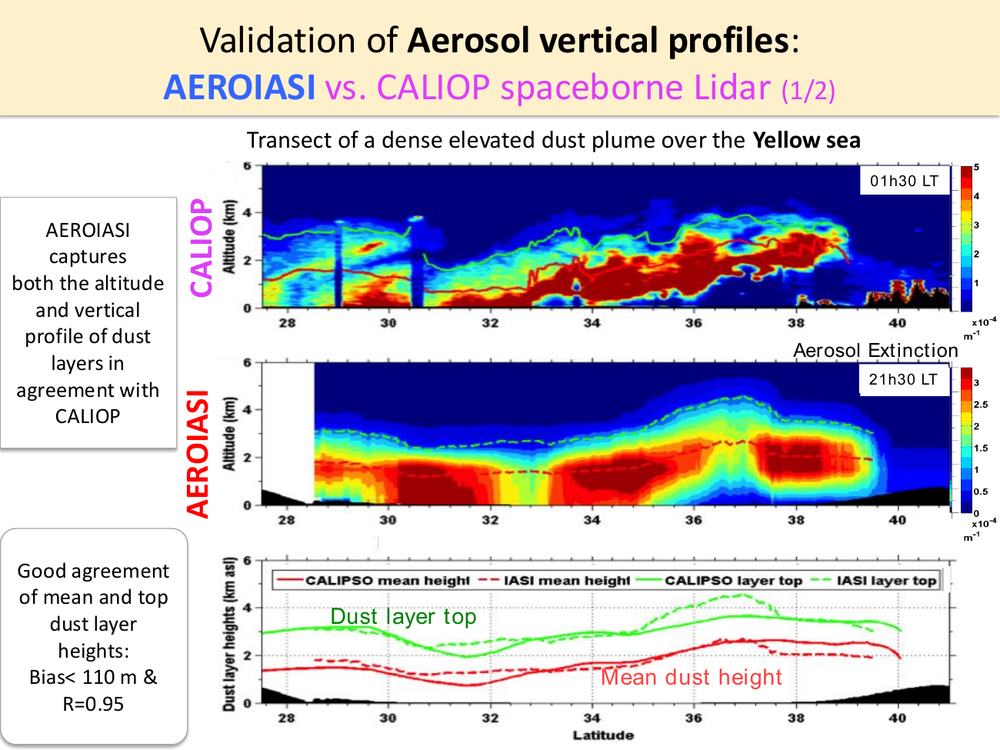 Validation of Aerosol vertical profiles:
AEROIASI vs. CALIOP spaceborne Lidar (1/2)
Transect of a dense elevated dust plume over the Yellow sea
AEROIASI
captures
both the altitude
and vertical
profile of dust
layers in
agreement with
CALIOP
CALIOP
Altitude (km)
6
4
2
0
01h30 LT
5
4
3
2
1
28 30 32 34 36 38 40
x10-4
m-1
Aerosol Extinction
AEROIASI
Altitude (km)
6
4
2
0
21h30 LT
3
2.5
2
1.5
1
0.5
0
28 30 32 34 36 38 40
x10-4
m-1
Good agreement
of mean and top
dust layer
heights:
Bias< 110 m &
R=0.95
Dust layer heights (km asl)
6
4
2
0
CALIPSO mean height IASI mean height CALIPSO layer top IASI layer top
Dust layer top
Mean dust height
28 30 32 34 36 38 40
Latitude